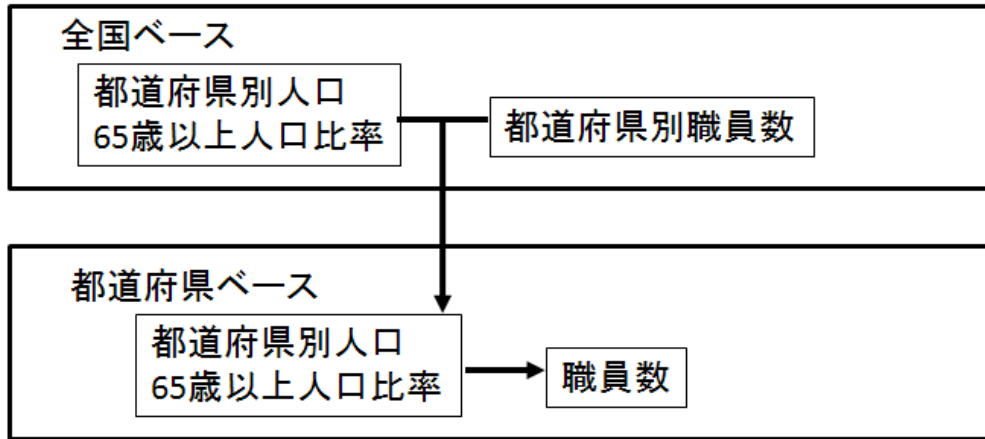 全国ベース
都道府県別人口
65歳以上人口比率
都道府県別職員数
都道府県ベース
都道府県別人口
65歳以上人口比率
職員数